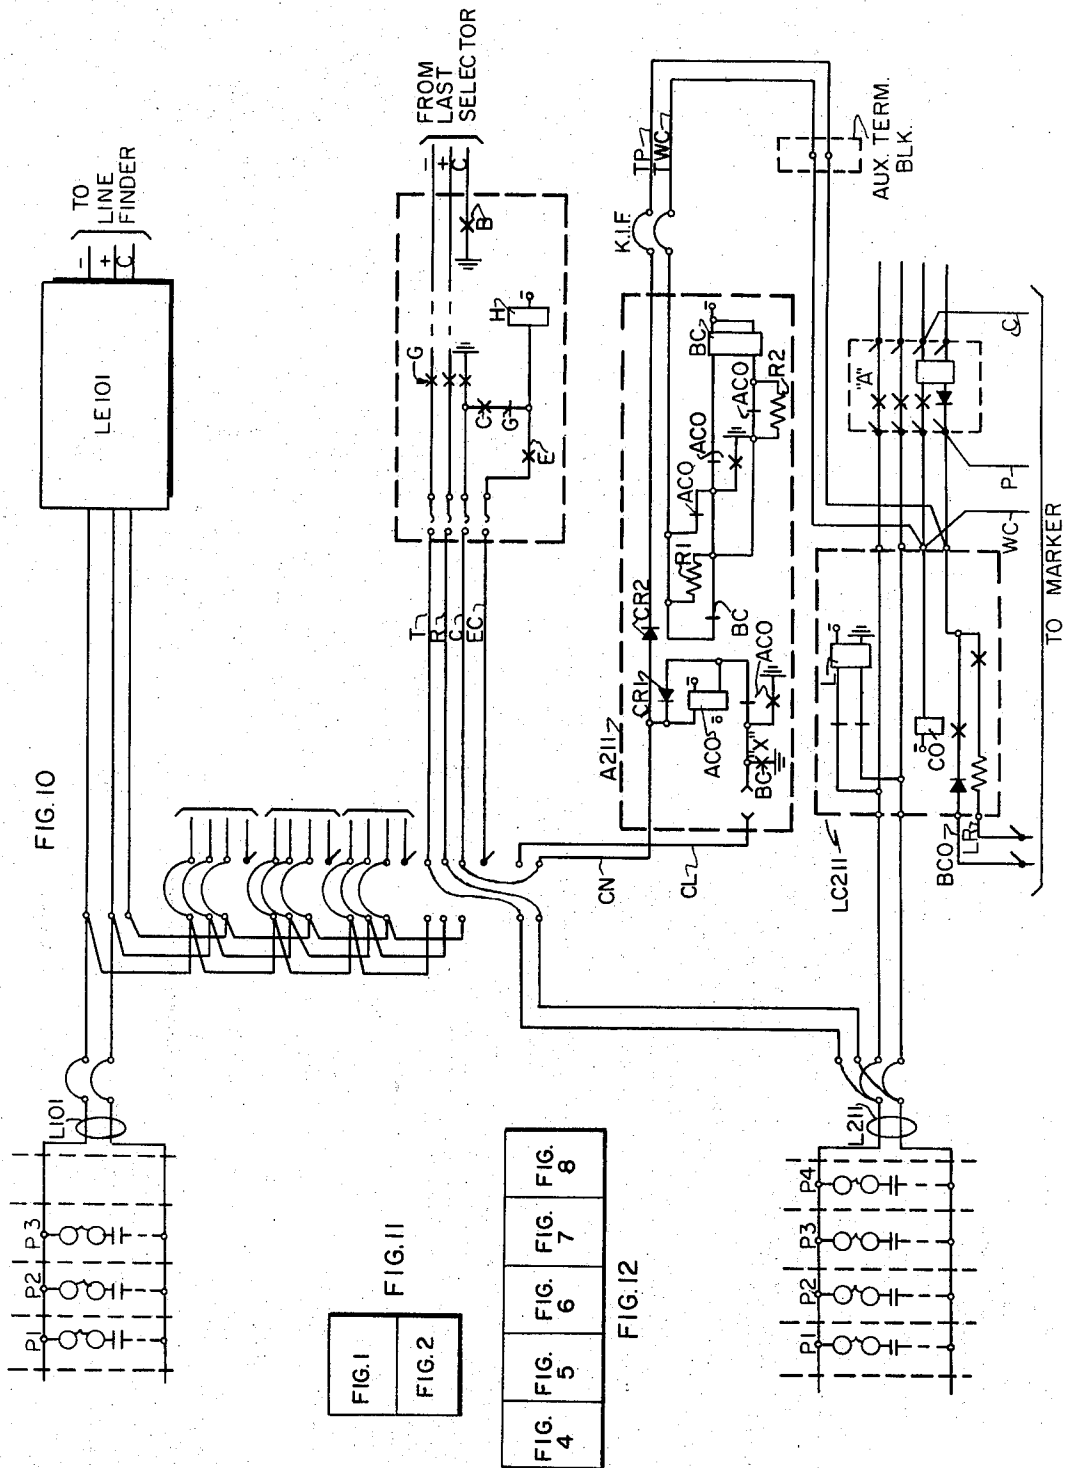 FIG. 10
TO
LINE
FINDER
-
+
C
LE101
L101
P1
P2
P3
FROM
LAST
SELECTOR
-
+
C
B
G
H
C
G
E
T
R
C
EC
TP
TWC
K.I.F.
A211
CR1
CR2
R1
ACO
ACO
ACO
BC
R2
BC
ACO
ACO
BC
X X
CN
CL
AUX. TERM.
BLK.
"A"
LC211
L
CO
BCO
LR
WC
P
C
TO MARKER
L211
P1
P2
P3
P4
FIG. 1
FIG. 2
FIG. 11
FIG. 4
FIG. 5
FIG. 6
FIG. 7
FIG. 8
FIG. 12